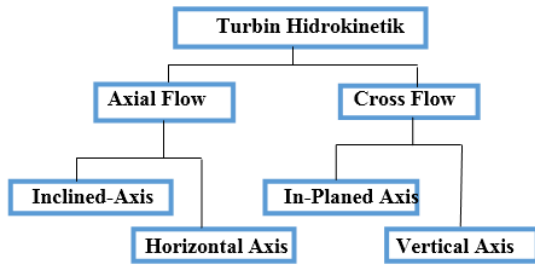 Turbin Hidrokinetik
Axial Flow
Cross Flow
Inclined-Axis
In-Planed Axis
Horizontal Axis
Vertical Axis